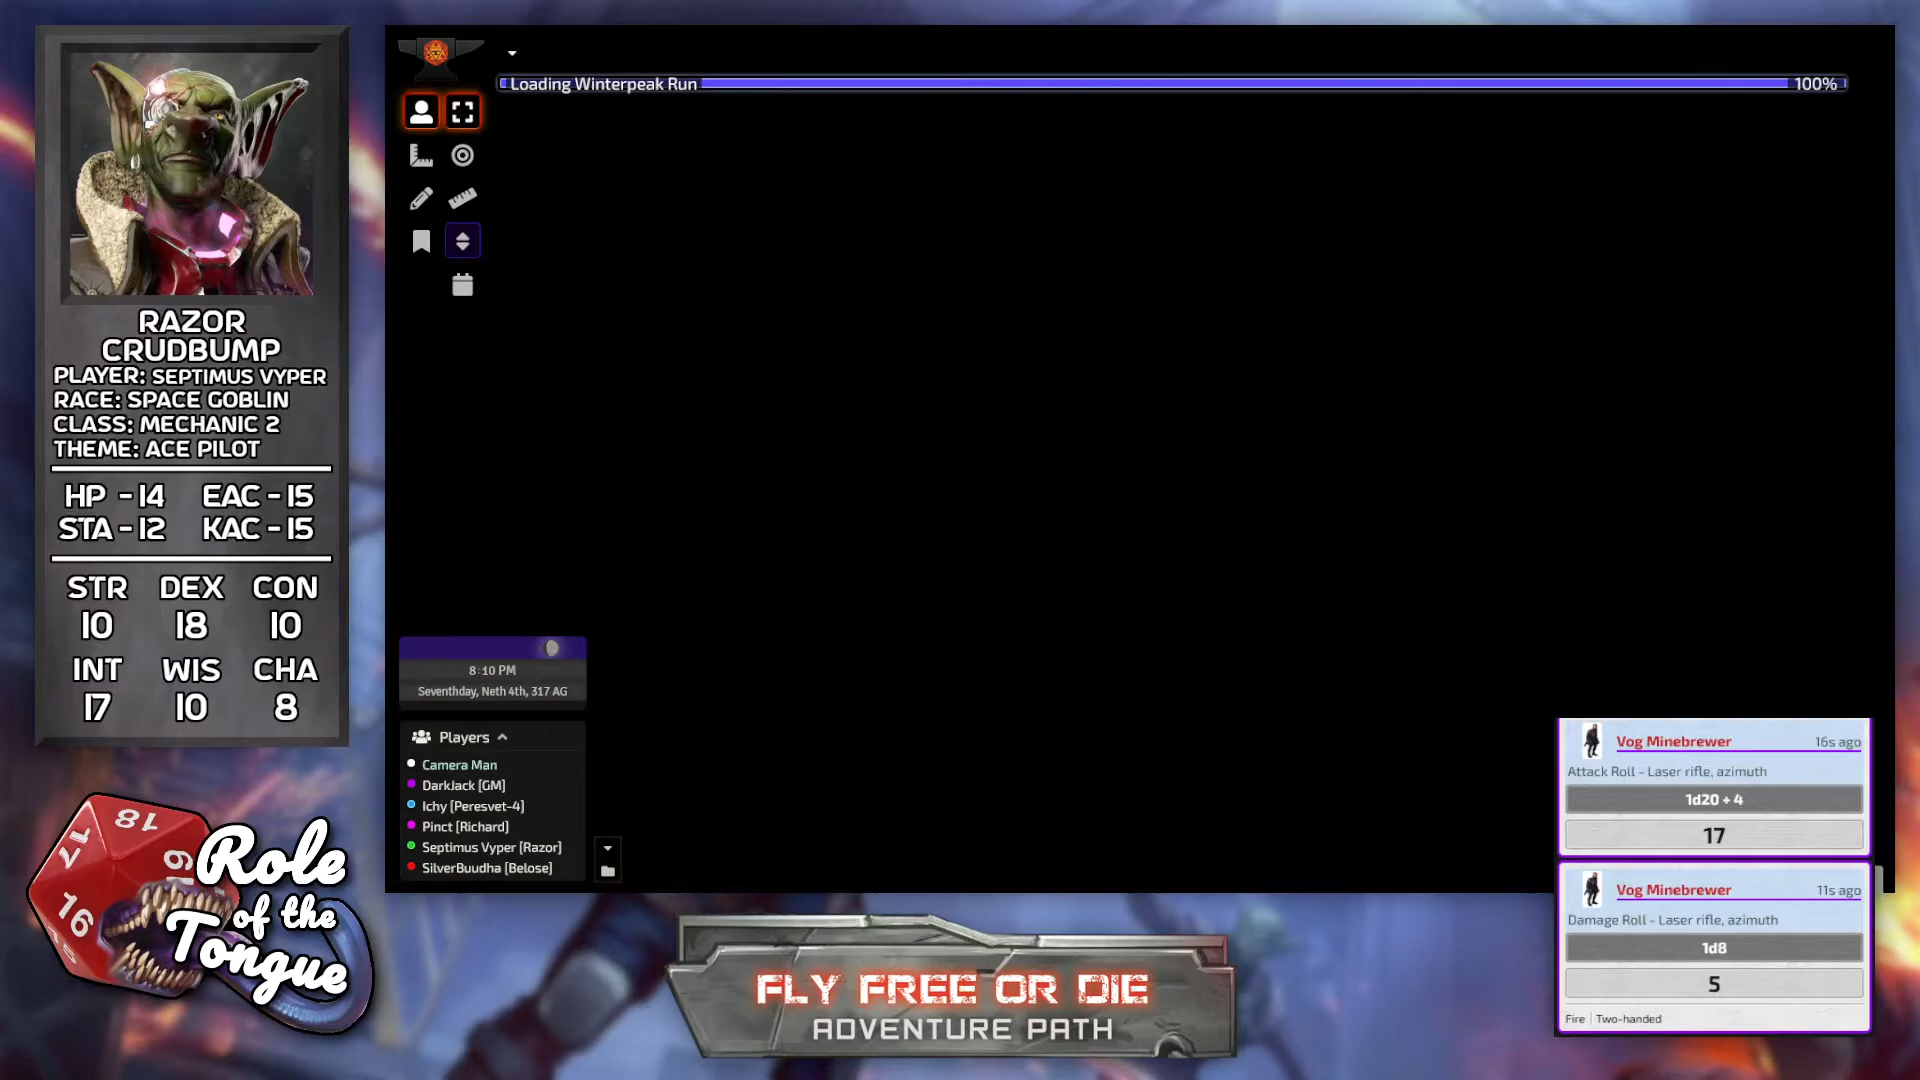 RAZOR
CRUDBUMP
PLAYER: SEPTIMUS VYPER
RACE: SPACE GOBLIN
CLASS: MECHANIC 2
THEME: ACE PILOT
HP - 14 EAC - 15
STA - 12 KAC - 15
STR DEX CON
10 18 10
INT WIS CHA
17 10 8
18
17
16
Role
of the
Tongue
Loading Winterpeak Run 100%
8:10 PM
Seventhday, Neth 4th, 317 AG
Players
Camera Man
DarkJack [GM]
Ichy [Peresvet-4]
Pinct [Richard]
Septimus Vyper [Razor]
SilverBuudha [Belose]
FLY FREE OR DIE
ADVENTURE PATH
Vog Minebrewer 16s ago
Attack Roll - Laser rifle, azimuth
1d20 + 4
17
Vog Minebrewer 11s ago
Damage Roll - Laser rifle, azimuth
1d8
5
Fire Two-handed